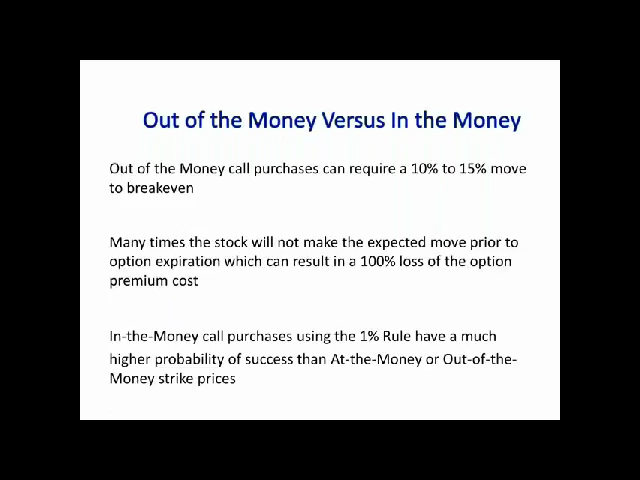 Out of the Money Versus In the Money
Out of the Money call purchases can require a 10% to 15% move
to breakeven
Many times the stock will not make the expected move prior to
option expiration which can result in a 100% loss of the option
premium cost
In-the-Money call purchases using the 1% Rule have a much
higher probability of success than At-the-Money or Out-of-the-
Money strike prices